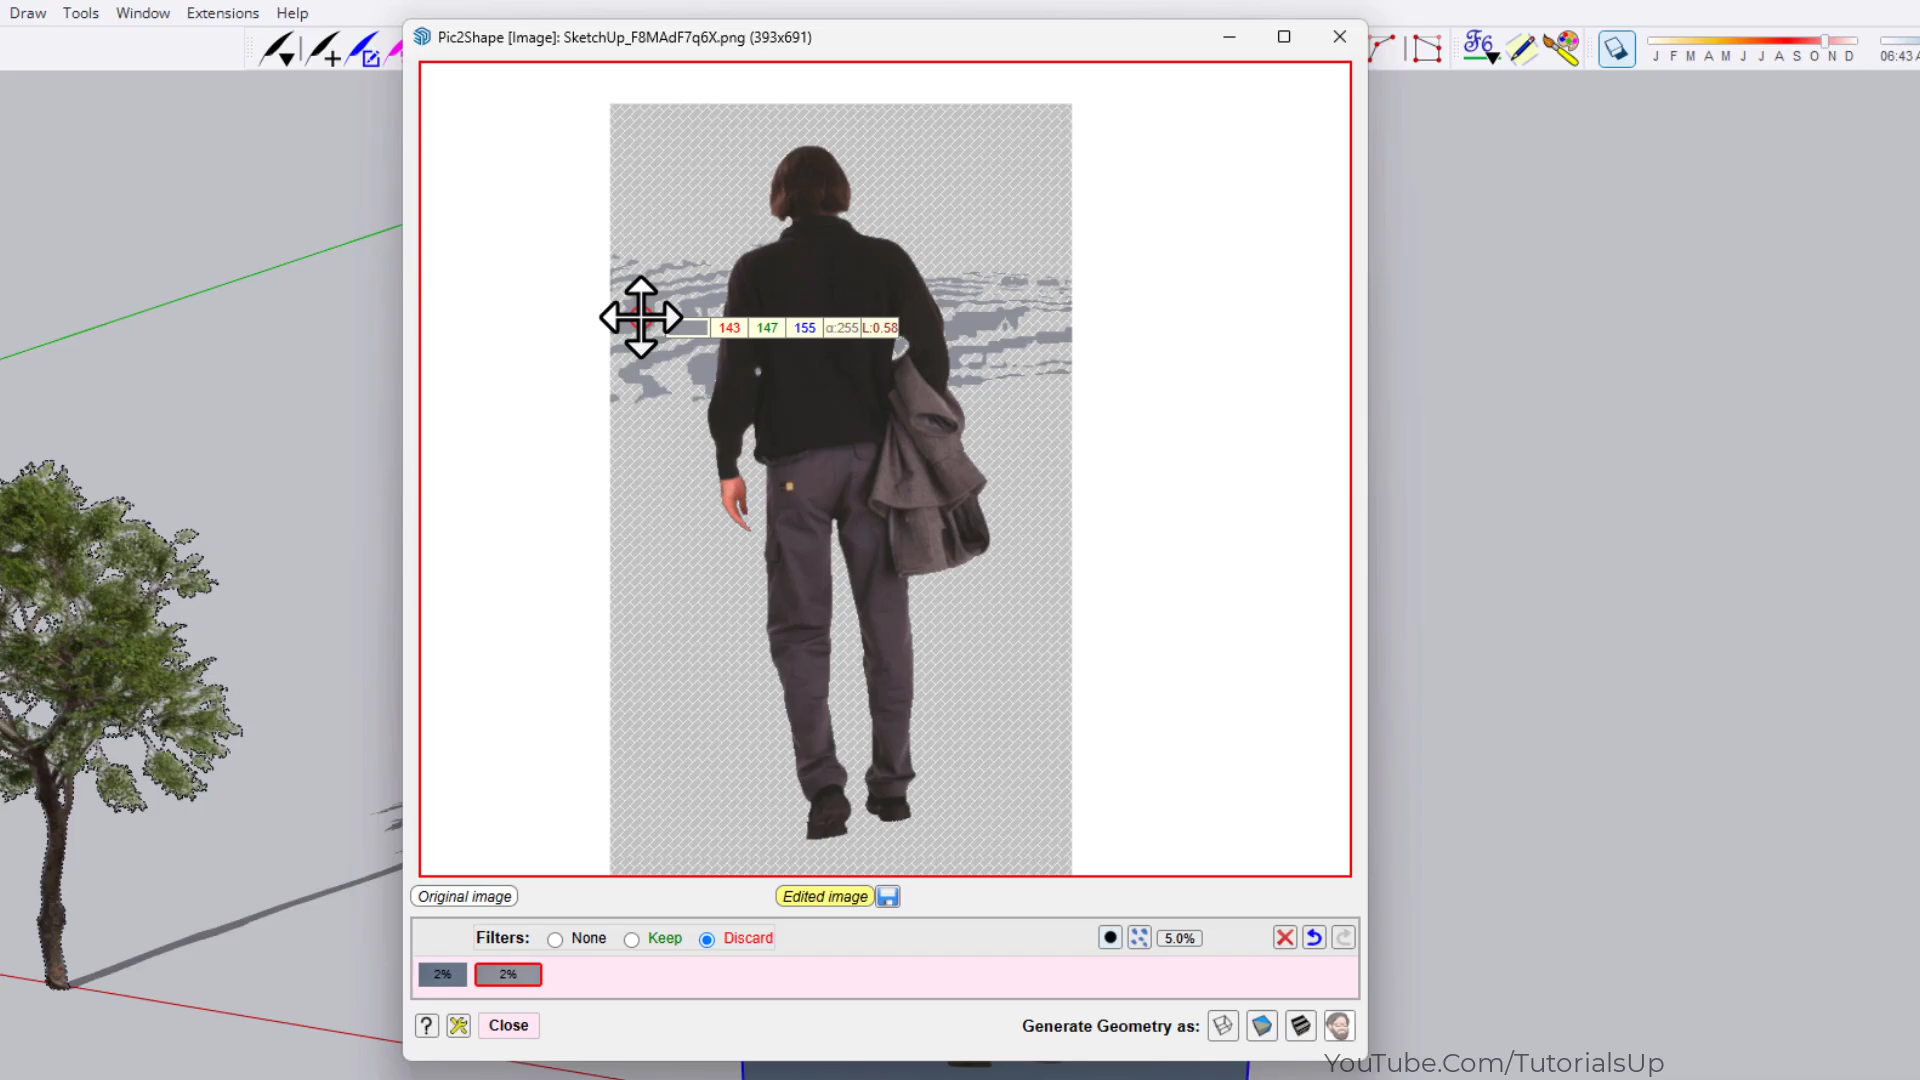 Draw Tools Window Extensions Help
Pic2Shape [Image]: SketchUp_F8MAdF7q6X.png (393x691)
J F M A M J J A S O N D
06:43
143 147 155 α:255 L:0.58
Original image
Edited image
Filters: None Keep Discard
5.0%
2% 2%
? Close
Generate Geometry as:
YouTube.Com/TutorialsUp